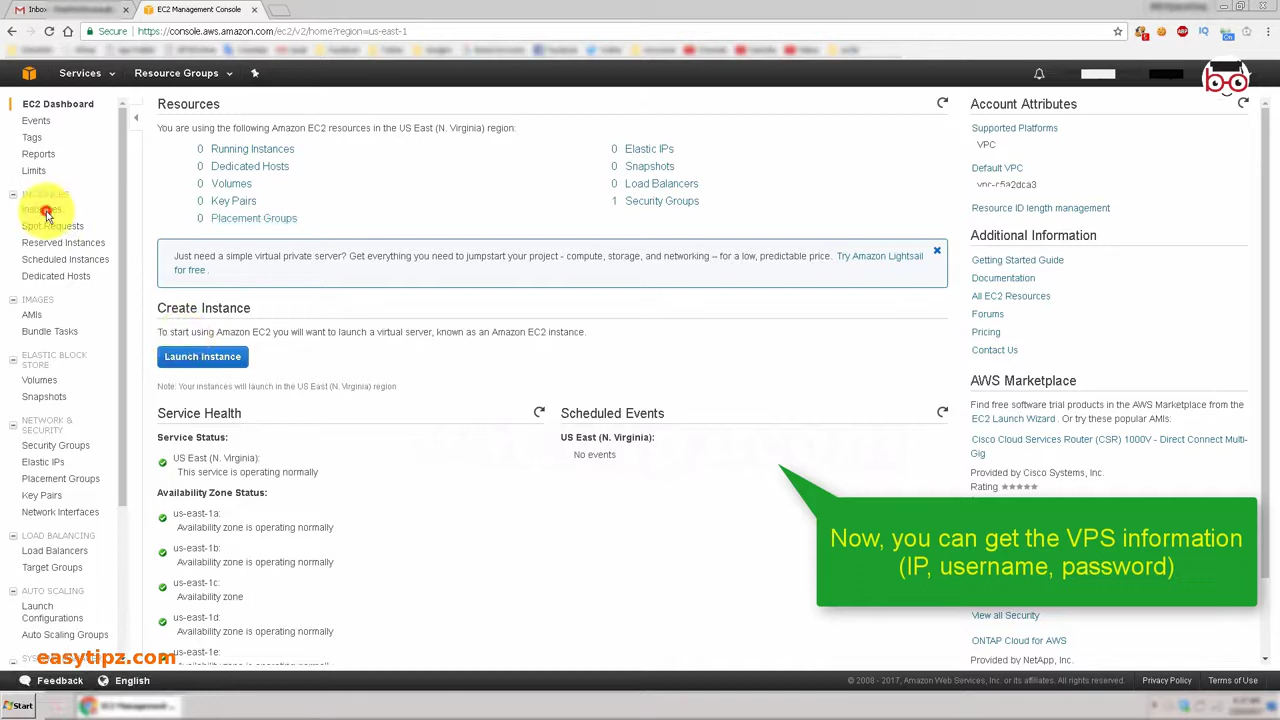 Inbox
EC2 Management Console
Secure https://console.aws.amazon.com/ec2/v2/home?region=us-east-1
Services
Resource Groups
EC2 Dashboard
Events
Tags
Reports
Limits
INSTANCES
Instances
Spot Requests
Reserved Instances
Scheduled Instances
Dedicated Hosts
IMAGES
AMIs
Bundle Tasks
ELASTIC BLOCK
STORE
Volumes
Snapshots
NETWORK &
SECURITY
Security Groups
Elastic IPs
Placement Groups
Key Pairs
Network Interfaces
LOAD BALANCING
Load Balancers
Target Groups
AUTO SCALING
Launch
Configurations
Auto Scaling Groups
easytipz.com
Resources
You are using the following Amazon EC2 resources in the US East (N. Virginia) region:
0 Running Instances
0 Dedicated Hosts
0 Volumes
0 Key Pairs
0 Placement Groups
0 Elastic IPs
0 Snapshots
0 Load Balancers
1 Security Groups
Just need a simple virtual private server? Get everything you need to jumpstart your project - compute, storage, and networking – for a low, predictable price. Try Amazon Lightsail
for free.
Create Instance
To start using Amazon EC2 you will want to launch a virtual server, known as an Amazon EC2 instance.
Launch Instance
Note: Your instances will launch in the US East (N. Virginia) region
Service Health
Service Status:
US East (N. Virginia):
This service is operating normally
Availability Zone Status:
us-east-1a:
Availability zone is operating normally
us-east-1b:
Availability zone is operating normally
us-east-1c:
Availability zone
us-east-1d:
Availability zone is operating normally
us-east-1e:
Scheduled Events
US East (N. Virginia):
No events
Account Attributes
Supported Platforms
VPC
Default VPC
vpc-c5a2dca3
Resource ID length management
Additional Information
Getting Started Guide
Documentation
All EC2 Resources
Forums
Pricing
Contact Us
AWS Marketplace
Find free software trial products in the AWS Marketplace from the
EC2 Launch Wizard. Or try these popular AMIs:
Cisco Cloud Services Router (CSR) 1000V - Direct Connect Multi-
Gig
Provided by Cisco Systems, Inc.
Rating ★★★★★
Now, you can get the VPS information
(IP, username, password)
View all Security
ONTAP Cloud for AWS
Provided by NetApp, Inc.
Feedback
English
© 2008 - 2017, Amazon Web Services, Inc. or its affiliates. All rights reserved.
Privacy Policy
Terms of Use
Start